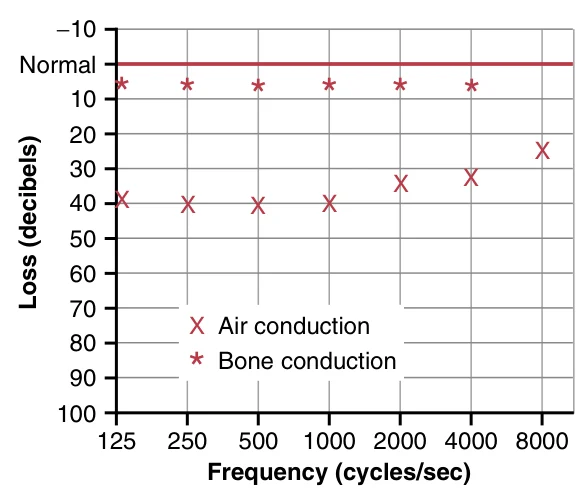 −10
Normal
10
20
30
40
50
60
70
80
90
100
Loss (decibels)
X Air conduction
* Bone conduction
125 250 500 1000 2000 4000 8000
Frequency (cycles/sec)